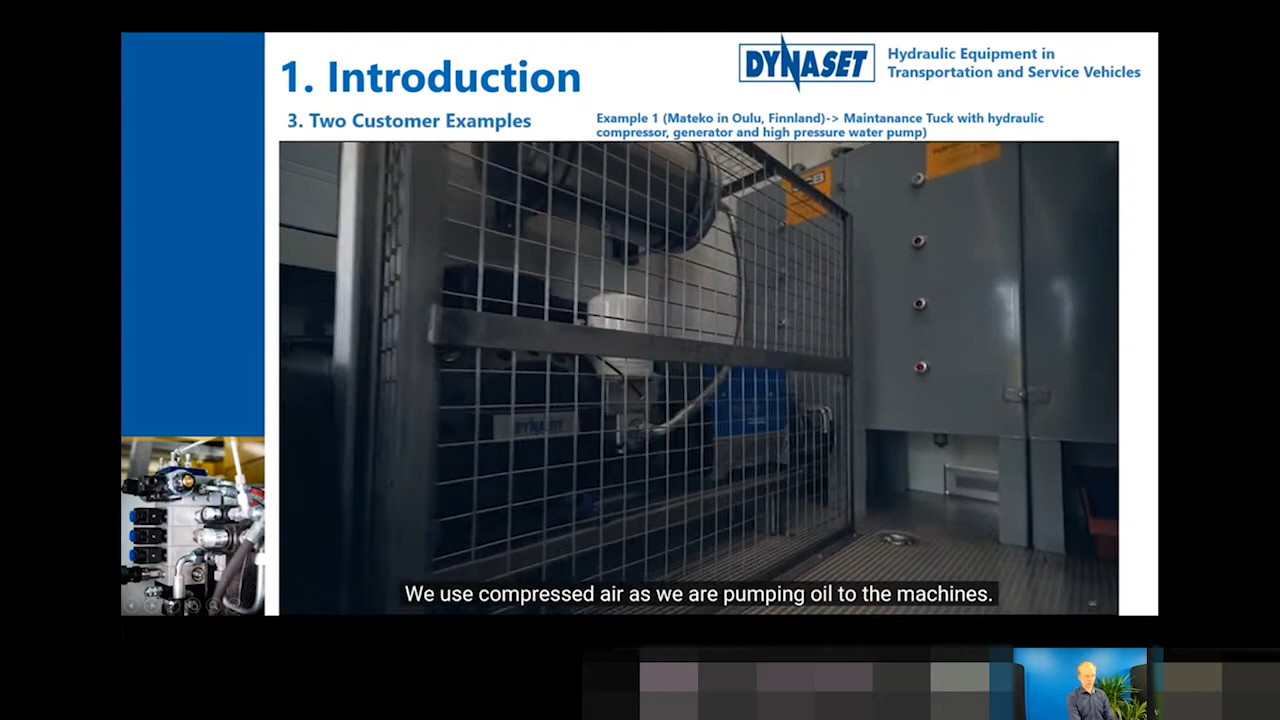 1. Introduction
DYNASET
Hydraulic Equipment in
Transportation and Service Vehicles
3. Two Customer Examples
Example 1 (Mateko in Oulu, Finnland)-> Maintanance Tuck with hydraulic
compressor, generator and high pressure water pump)
DYNASET
We use compressed air as we are pumping oil to the machines.